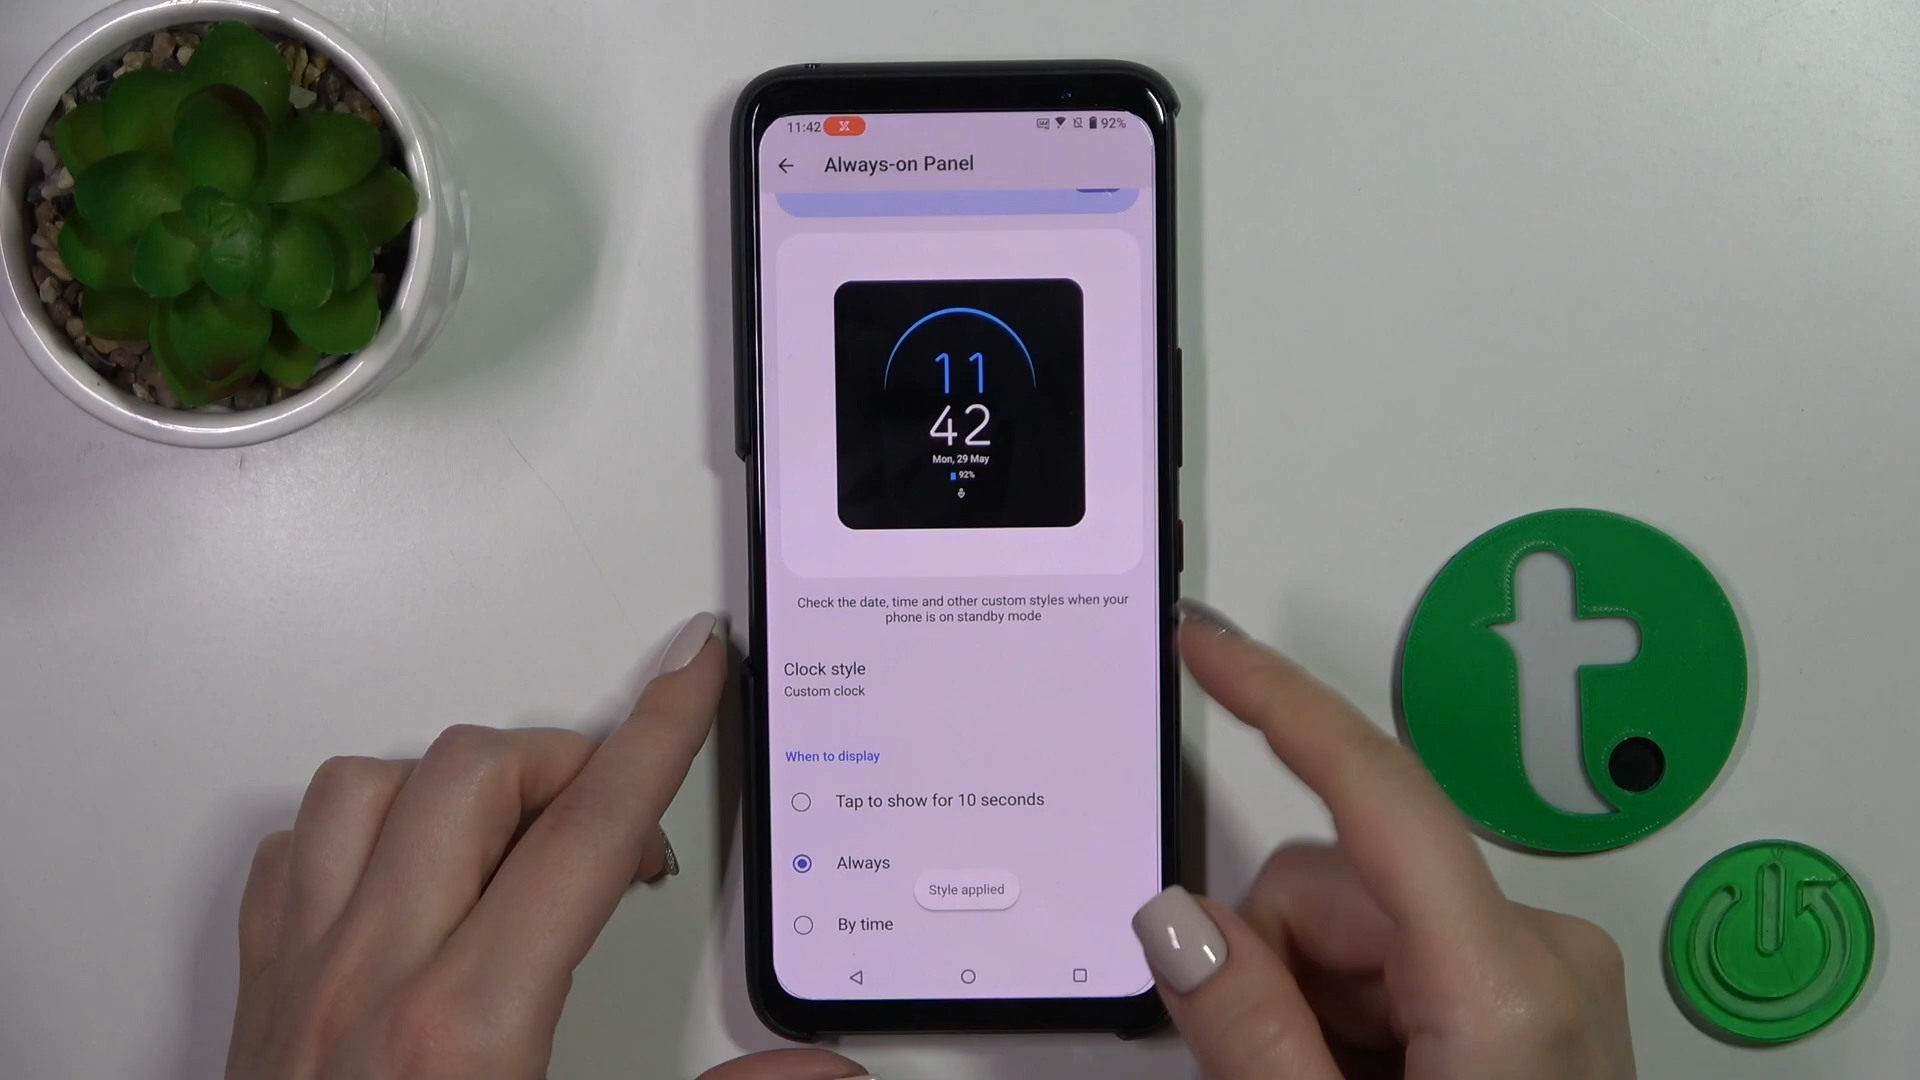 11:42 92%
Always-on Panel
11
42
Mon, 29 May
92%
Check the date, time and other custom styles when your
phone is on standby mode
Clock style
Custom clock
When to display
Tap to show for 10 seconds
Always
Style applied
By time
t